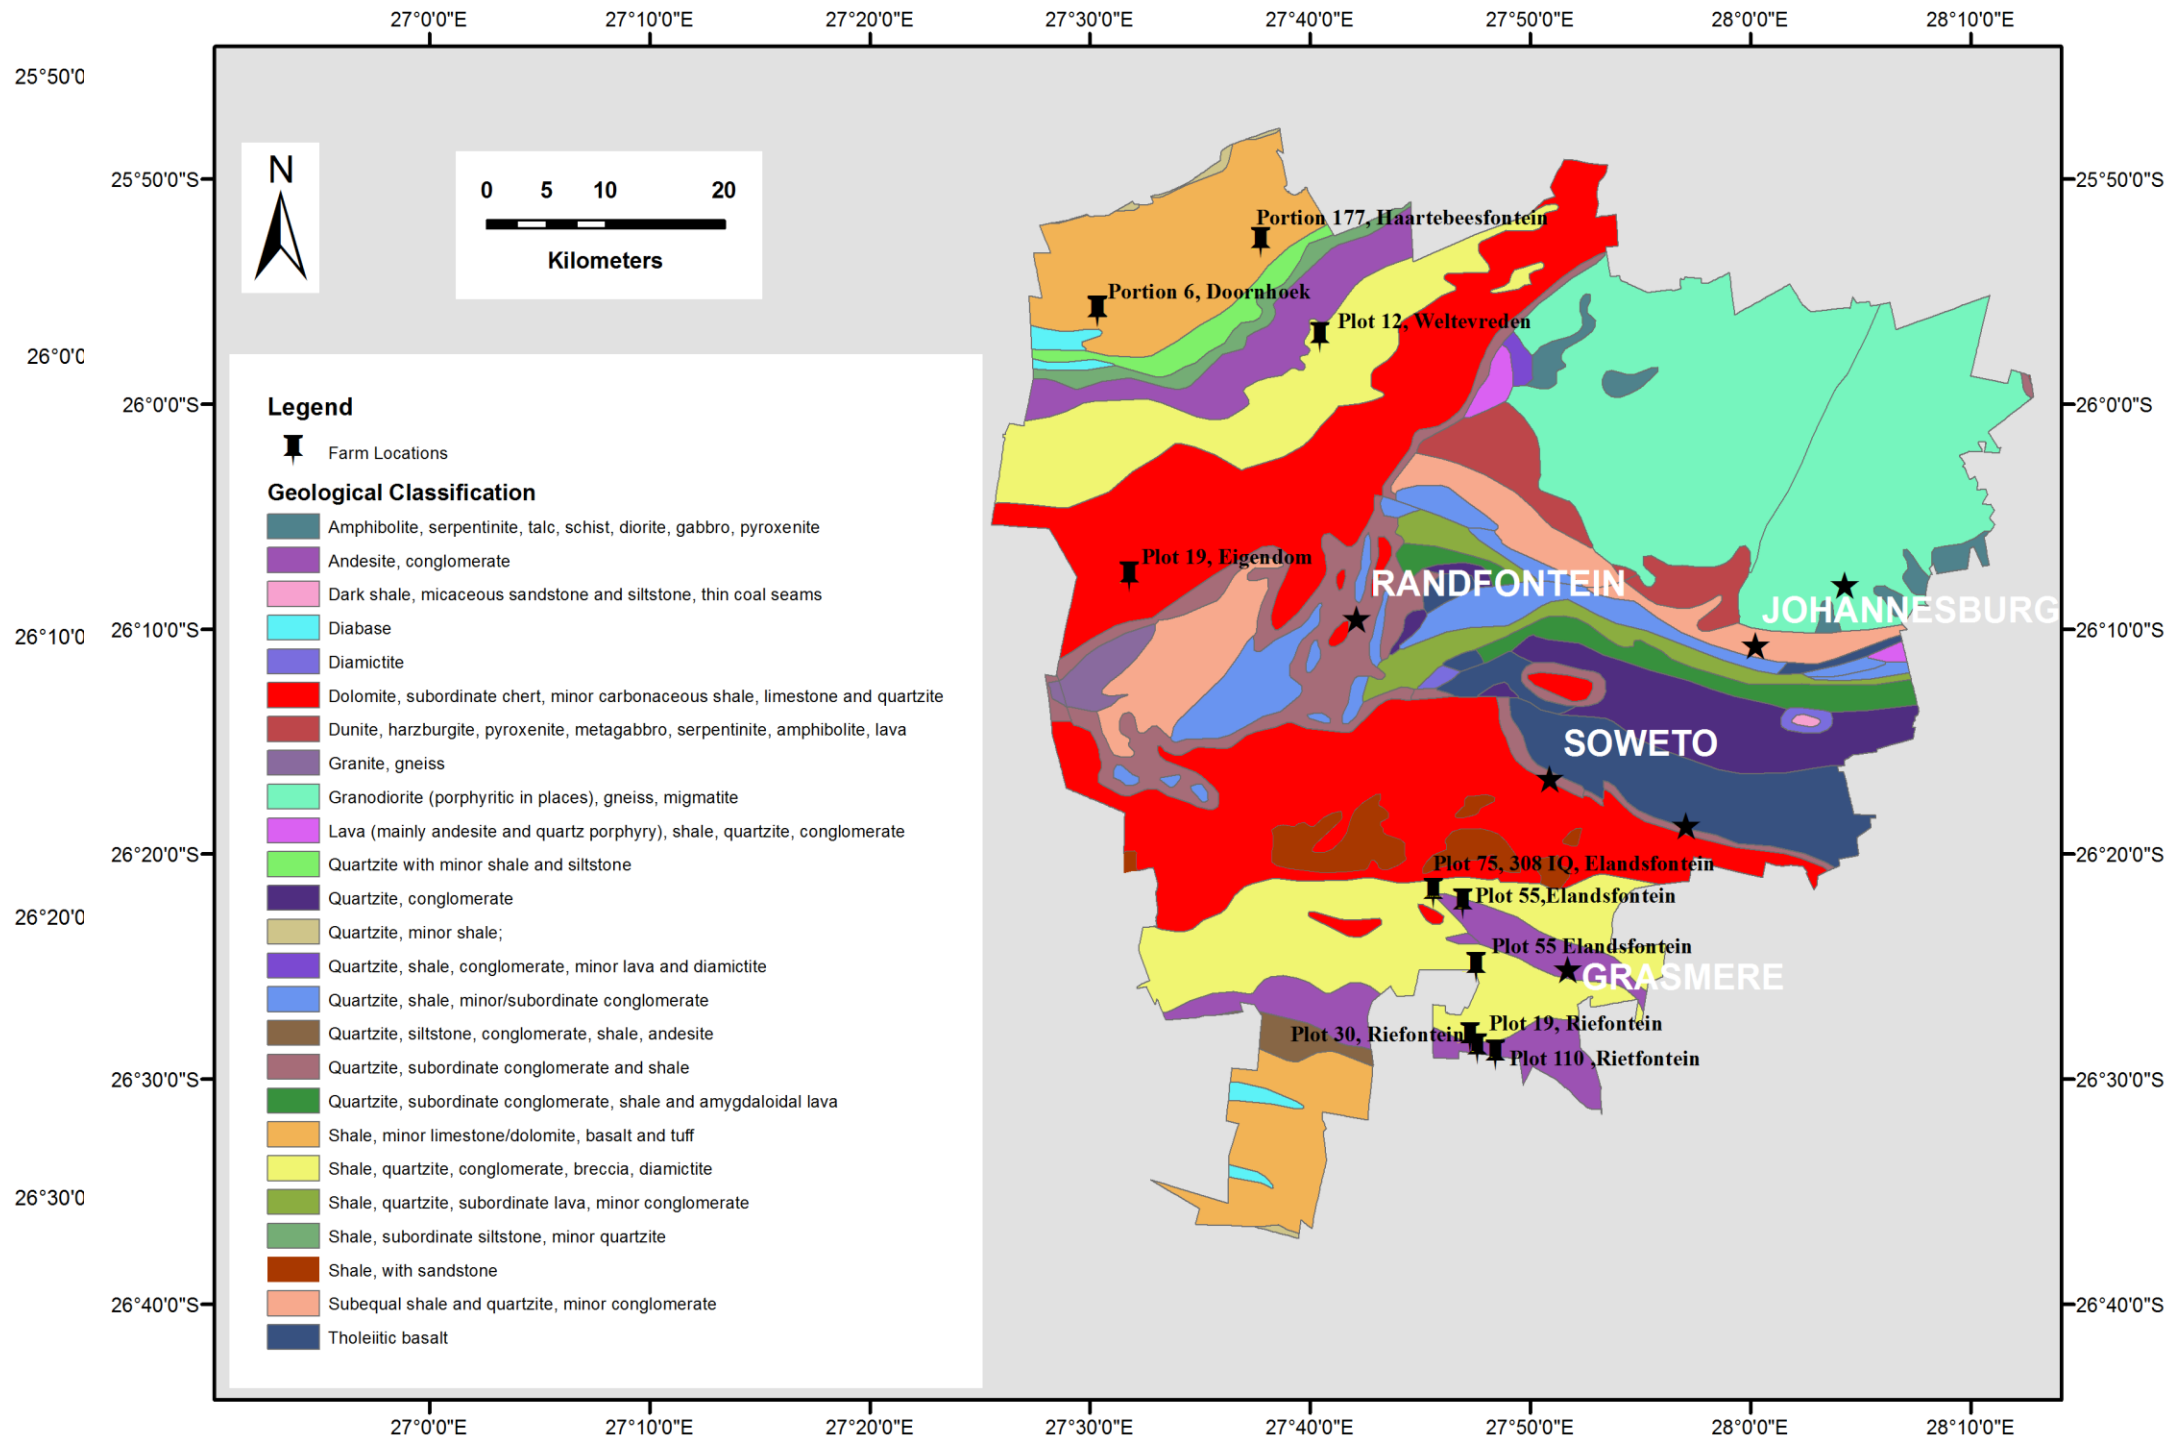 27°0'0"E 27°10'0"E 27°20'0"E 27°30'0"E 27°40'0"E 27°50'0"E 28°0'0"E 28°10'0"E
25°50'0
25°50'0"S 25°50'0"S
N
0 5 10 20
Kilometers
Portion 177, Haartebeesfontein
Portion 6, Doornhoek
Plot 12, Weltevreden
26°0'0
26°0'0"S 26°0'0"S
Plot 19, Eigendom
RANDFONTEIN
JOHANNESBURG
26°10'0
26°10'0"S 26°10'0"S
SOWETO
26°20'0"S 26°20'0"S
Plot 75, 308 IQ, Elandsfontein
Plot 55,Elandsfontein
26°20'0
Plot 55 Elandsfontein
GRASMERE
Plot 19, Riefontein
Plot 30, Riefontein
Plot 110 ,Rietfontein
26°30'0"S 26°30'0"S
26°30'0
26°40'0"S 26°40'0"S
Legend
Farm Locations
Geological Classification
Amphibolite, serpentinite, talc, schist, diorite, gabbro, pyroxenite
Andesite, conglomerate
Dark shale, micaceous sandstone and siltstone, thin coal seams
Diabase
Diamictite
Dolomite, subordinate chert, minor carbonaceous shale, limestone and quartzite
Dunite, harzburgite, pyroxenite, metagabbro, serpentinite, amphibolite, lava
Granite, gneiss
Granodiorite (porphyritic in places), gneiss, migmatite
Lava (mainly andesite and quartz porphyry), shale, quartzite, conglomerate
Quartzite with minor shale and siltstone
Quartzite, conglomerate
Quartzite, minor shale;
Quartzite, shale, conglomerate, minor lava and diamictite
Quartzite, shale, minor/subordinate conglomerate
Quartzite, siltstone, conglomerate, shale, andesite
Quartzite, subordinate conglomerate and shale
Quartzite, subordinate conglomerate, shale and amygdaloidal lava
Shale, minor limestone/dolomite, basalt and tuff
Shale, quartzite, conglomerate, breccia, diamictite
Shale, quartzite, subordinate lava, minor conglomerate
Shale, subordinate siltstone, minor quartzite
Shale, with sandstone
Subequal shale and quartzite, minor conglomerate
Tholeiitic basalt
27°0'0"E 27°10'0"E 27°20'0"E 27°30'0"E 27°40'0"E 27°50'0"E 28°0'0"E 28°10'0"E